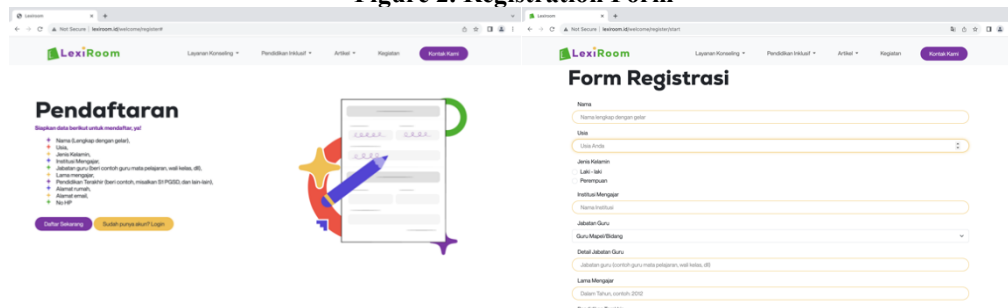 Figure 2. Registration Form
Lexiroom
Not Secure | lexiroom.id/welcome/register#
LexiRoom
Layanan Konseling
Pendidikan Inklusif
Artikel
Kegiatan
Kontak Kami
Pendaftaran
Siapkan data berikut untuk mendaftar, ya!
Nama (Lengkap dengan gelar),
Usia,
Jenis Kelamin,
Institusi Mengajar,
Jabatan guru (beri contoh guru mata pelajaran, wali kelas, dll),
Lama mengajar,
Pendidikan Terakhir (beri contoh, misalkan S1 PGSD, dan lain-lain),
Alamat rumah,
Alamat email,
No HP
Daftar Sekarang
Sudah punya akun? Login
Lexiroom
Not Secure | lexiroom.id/welcome/register/start
LexiRoom
Layanan Konseling
Pendidikan Inklusif
Artikel
Kegiatan
Kontak Kami
Form Registrasi
Nama
Nama lengkap dengan gelar
Usia
Usia Anda
Jenis Kelamin
Laki - laki
Perempuan
Institusi Mengajar
Nama Institusi
Jabatan Guru
Guru Mapel/Bidang
Detail Jabatan Guru
Jabatan guru (contoh guru mata pelajaran, wali kelas, dll)
Lama Mengajar
Dalam Tahun, contoh: 2012
Pendidikan Terakhir